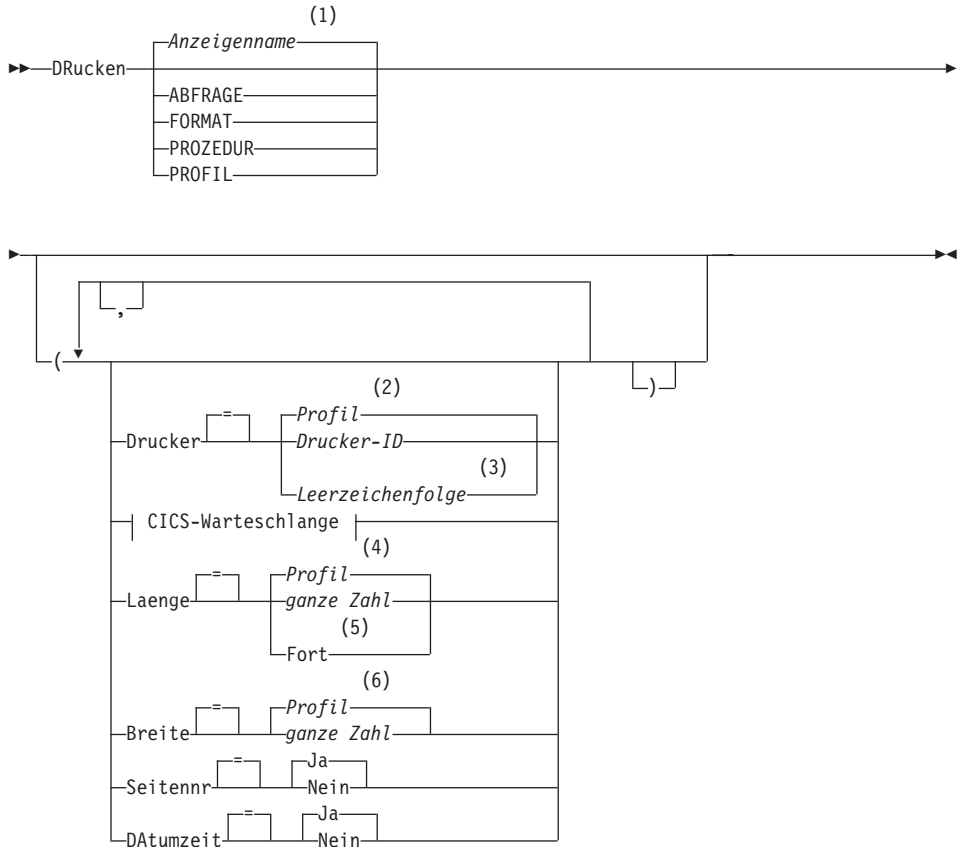 (1)
Anzeigenname
DRucken
ABFRAGE
FORMAT
PROZEDUR
PROFIL
,
(
)
(2)
Drucker = Profil
Drucker-ID
(3)
Leerzeichenfolge
CICS-Warteschlange
(4)
Laenge = Profil
ganze Zahl
(5)
Fort
(6)
Breite = Profil
ganze Zahl
Seitennr = Ja
Nein
DAtumzeit = Ja
Nein